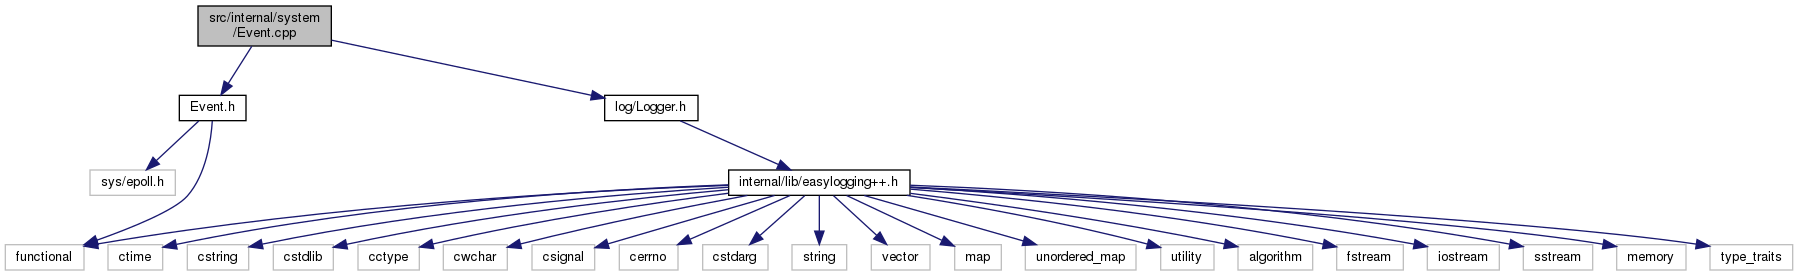 src/internal/system
/Event.cpp
Event.h
log/Logger.h
sys/epoll.h
internal/lib/easylogging++.h
functional
ctime
cstring
cstdlib
cctype
cwchar
csignal
cerrno
cstdarg
string
vector
map
unordered_map
utility
algorithm
fstream
iostream
sstream
memory
type_traits